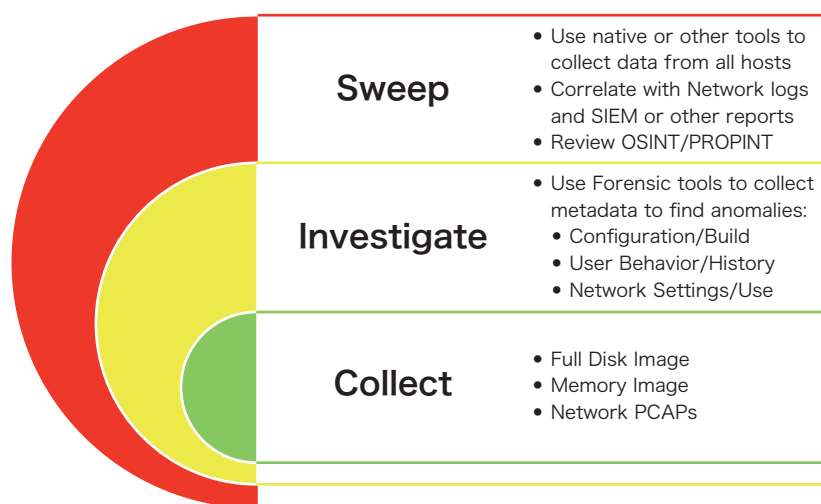 Sweep
• Use native or other tools to
collect data from all hosts
• Correlate with Network logs
and SIEM or other reports
• Review OSINT/PROPINT
Investigate
• Use Forensic tools to collect
metadata to find anomalies:
• Configuration/Build
• User Behavior/History
• Network Settings/Use
Collect
• Full Disk Image
• Memory Image
• Network PCAPs